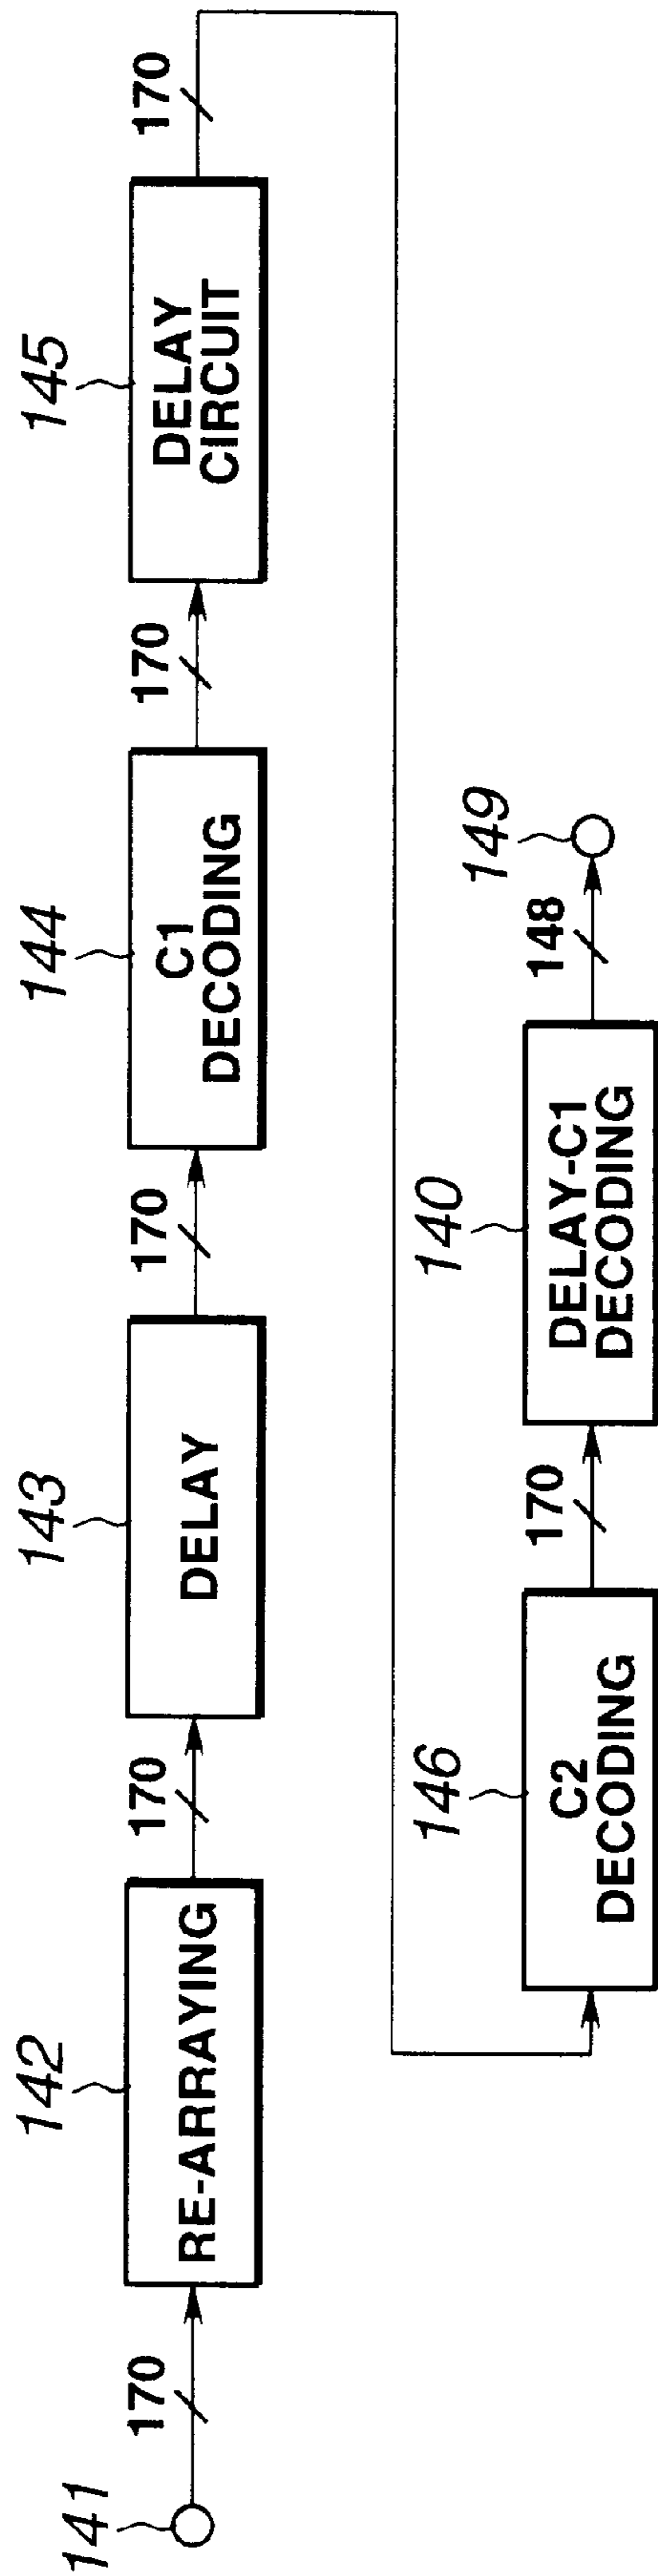 141
170
142
RE-ARRAYING
170
143
DELAY
170
144
C1
DECODING
170
145
DELAY
CIRCUIT
170
146
C2
DECODING
170
140
DELAY-C1
DECODING
148
149